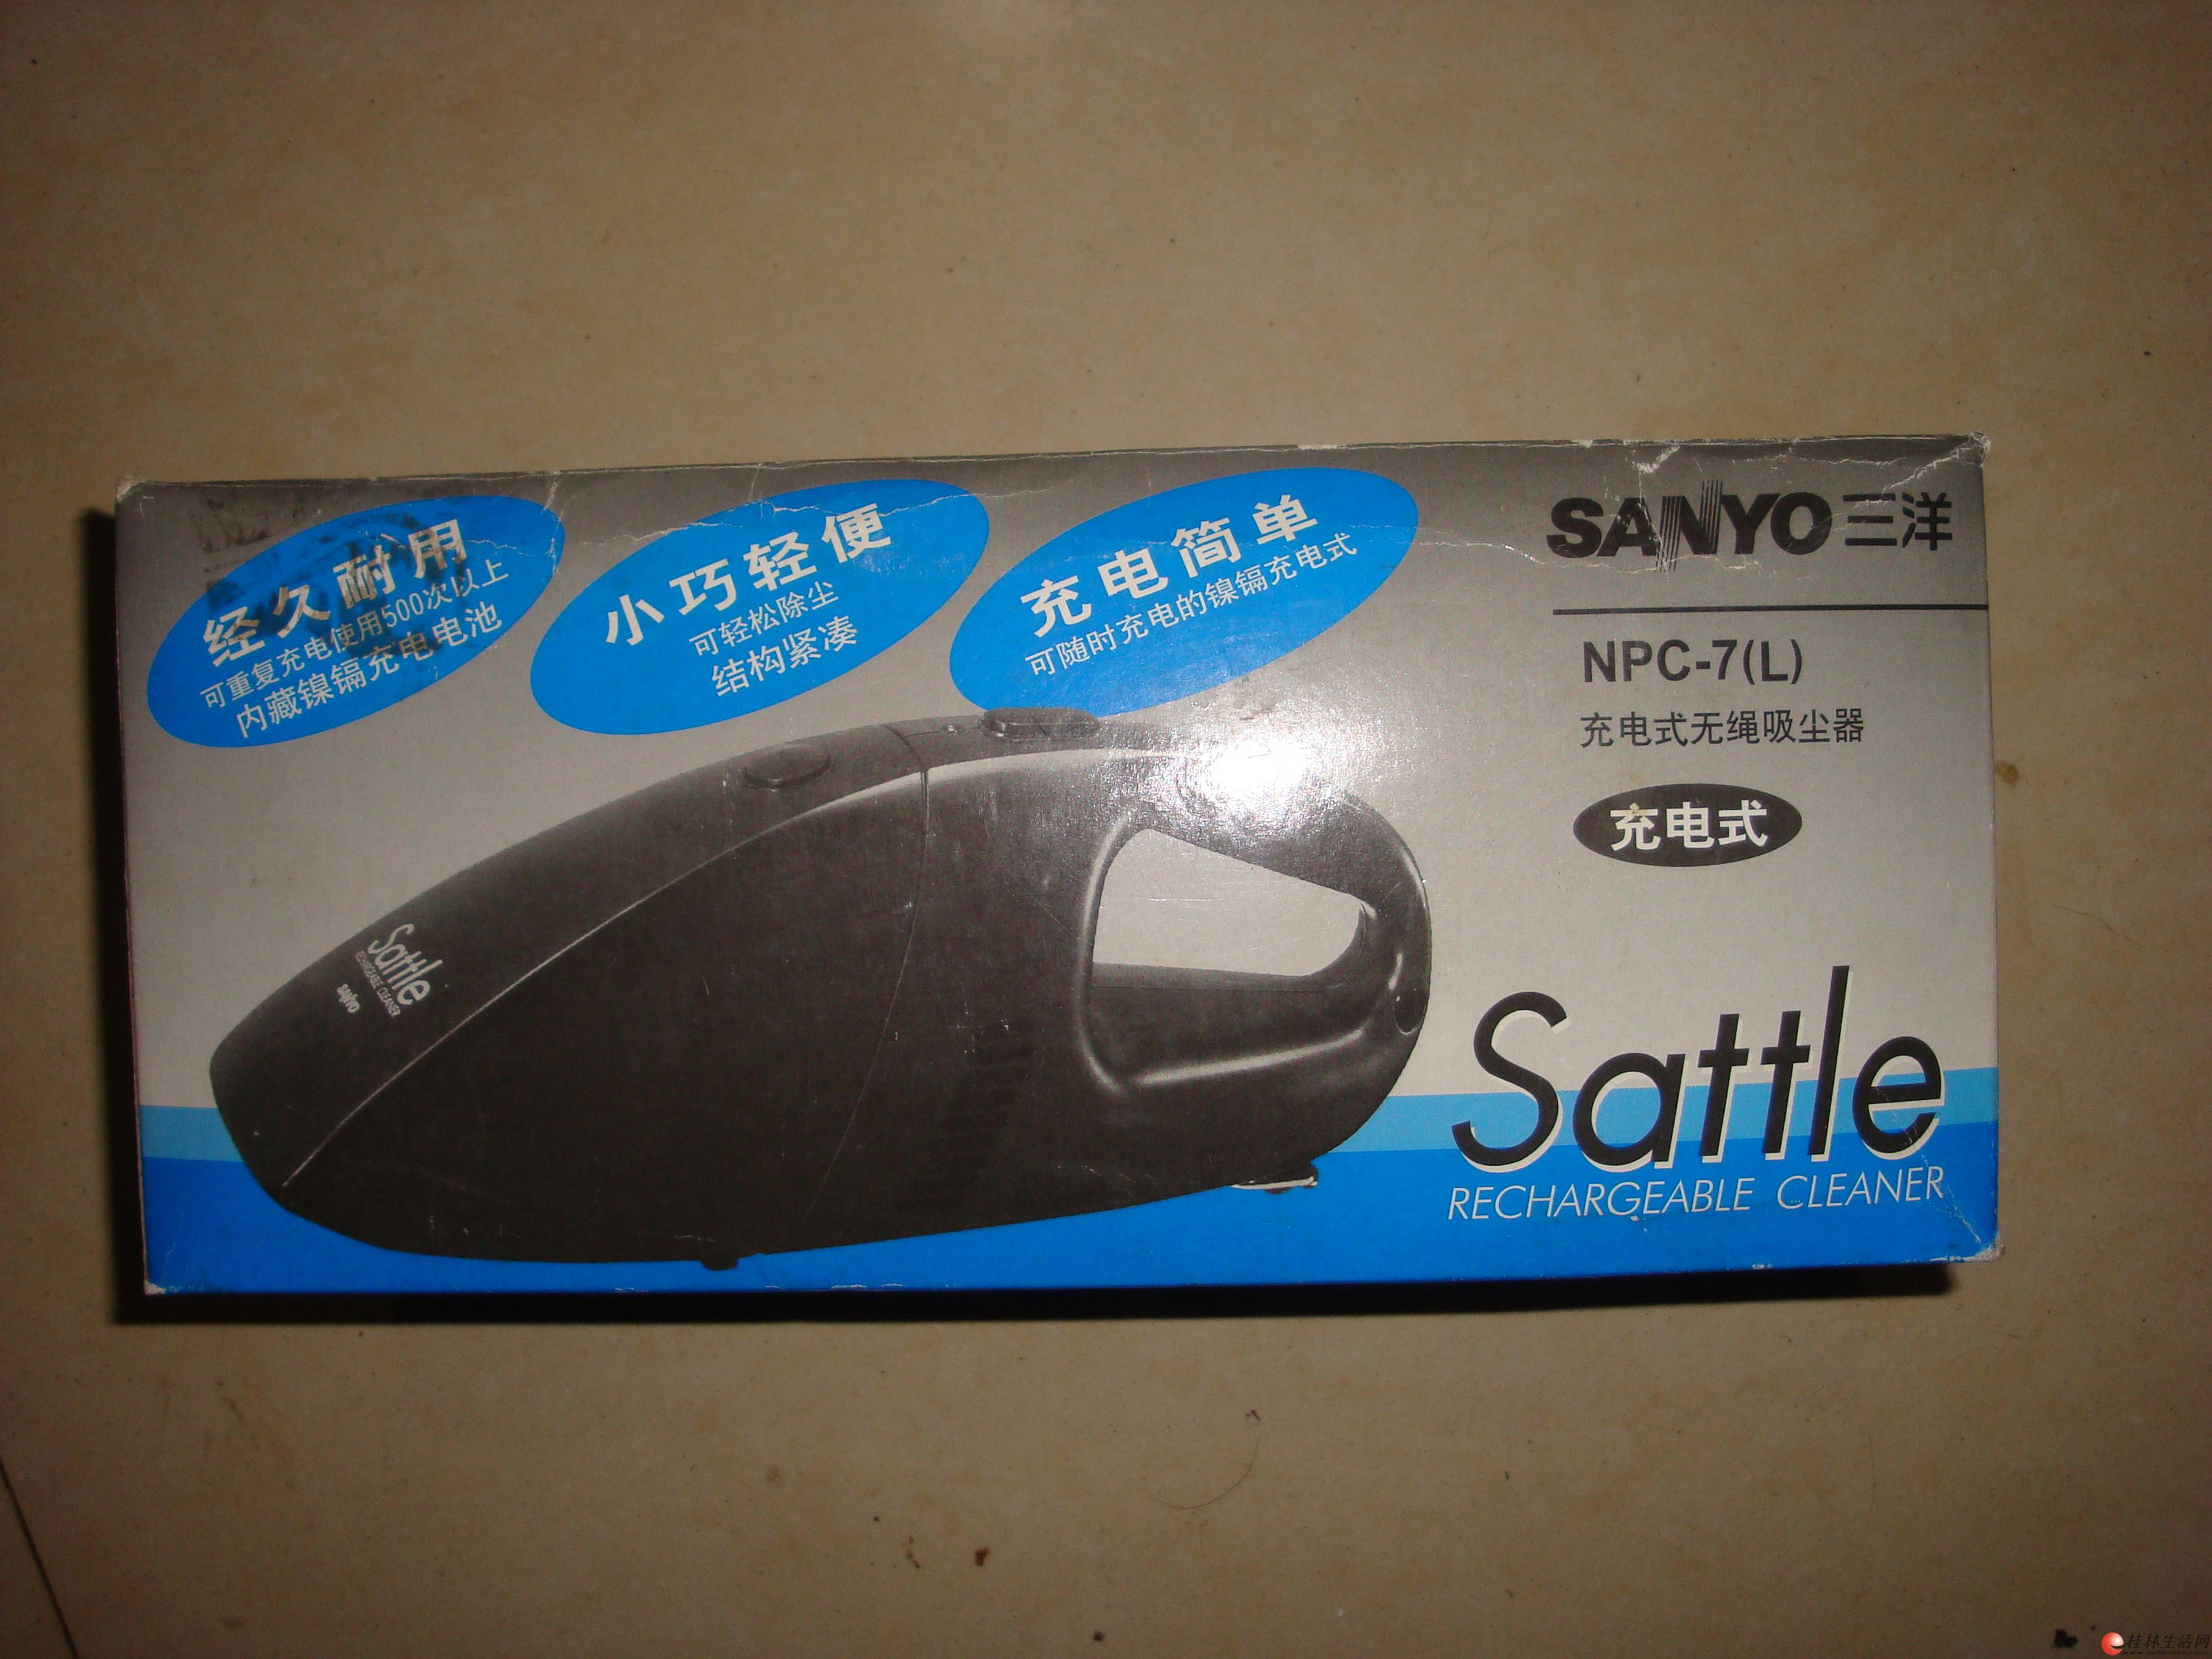 经久耐用
可重复充电使用500次以上
内藏镍镉充电电池
小巧轻便
可轻松除尘
结构紧凑
充电简单
可随时充电的镍镉充电式
SANYO三洋
NPC-7(L)
充电式无绳吸尘器
充电式
Sattle
RECHARGEABLE CLEANER
SANYO
Sattle
RECHARGEABLE CLEANER
桂林生活网